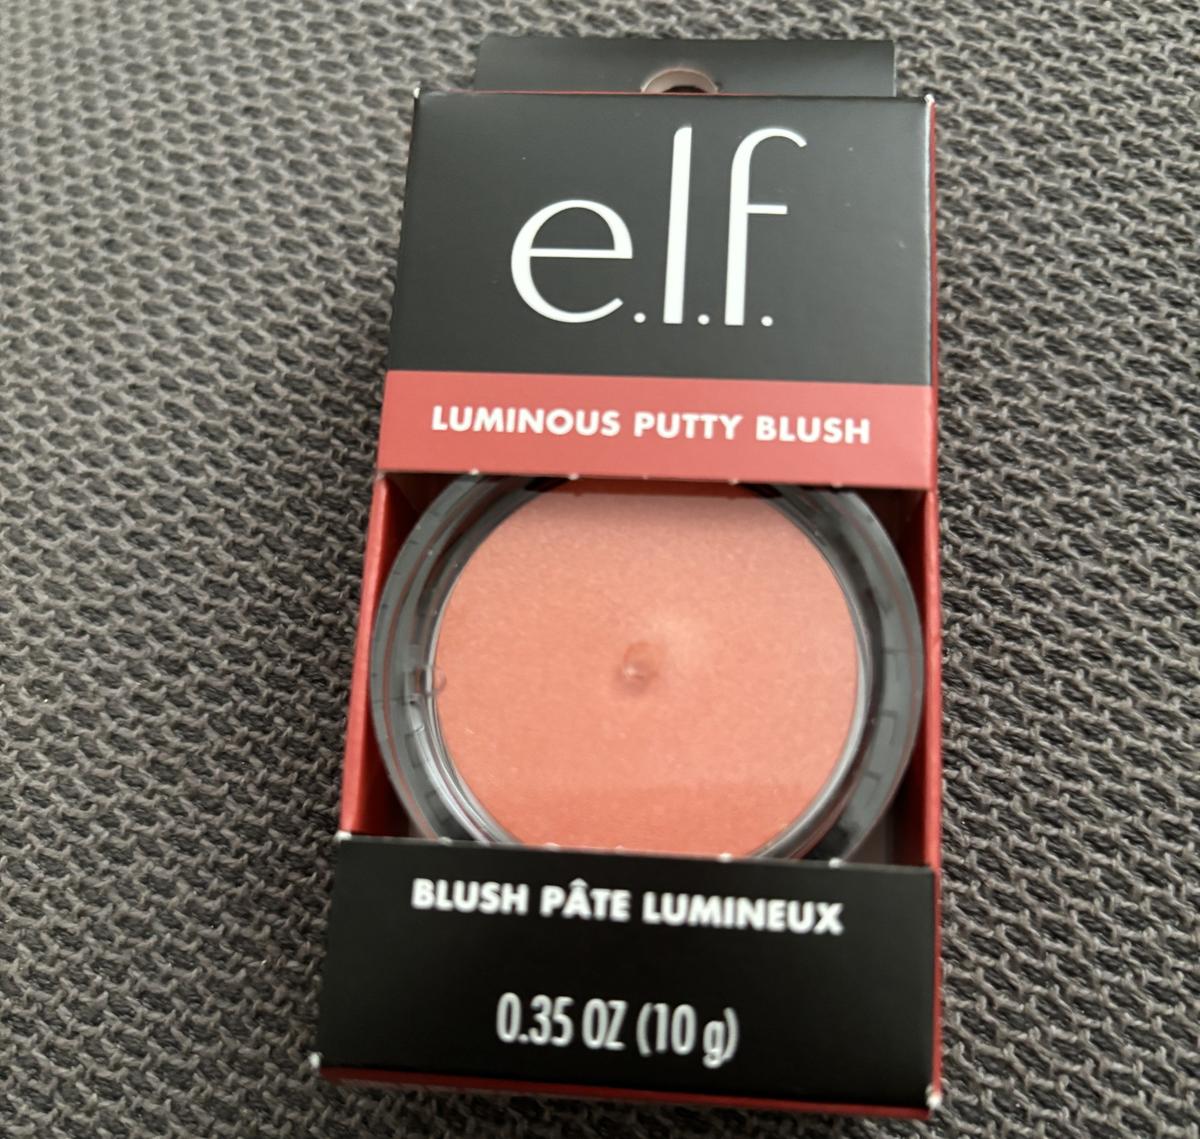 e.l.f.
LUMINOUS PUTTY BLUSH
BLUSH PÂTE LUMINEUX
0.35 OZ (10 g)